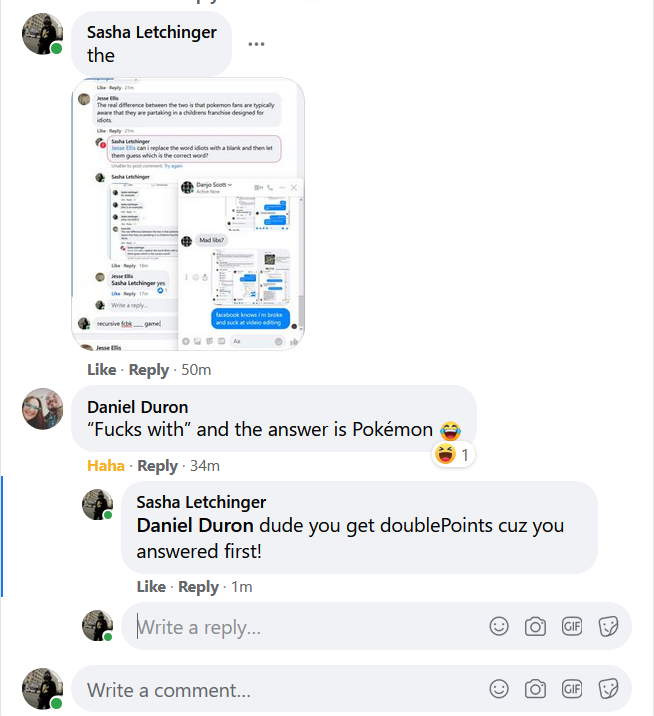 Sasha Letchinger
the
Like · Reply · 21m
Jesse Ellis
The real difference between the two is that pokemon fans are typically
aware that they are partaking in a childrens franchise designed for
idiots.
Like · Reply · 21m
Sasha Letchinger
Jesse Ellis can i replace the word idiots with a blank and then let
them guess which is the correct word?
Unable to post comment. Try again
Sasha Letchinger
Like · Reply · 18m
Jesse Ellis
Sasha Letchinger yes
Like · Reply · 17m
Write a reply...
recursive fcbk ___ game
Jesse Ellis
Danjo Scott
Active Now
Mad libs?
facebook knows i'm broke
and suck at video editing
Aa
Like · Reply · 50m
Daniel Duron
“Fucks with” and the answer is Pokémon 😂
1
Haha · Reply · 34m
Sasha Letchinger
Daniel Duron dude you get doublePoints cuz you
answered first!
Like · Reply · 1m
Write a reply...
GIF
Write a comment...
GIF